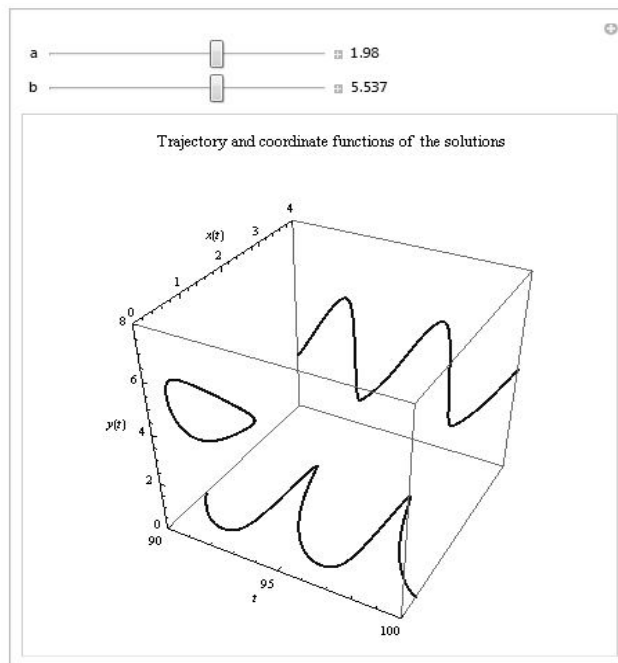 a 1.98
b 5.537
Trajectory and coordinate functions of the solutions
4
3
x(t)
2
1
0
8
6
y(t)
4
2
0
90
95
t
100